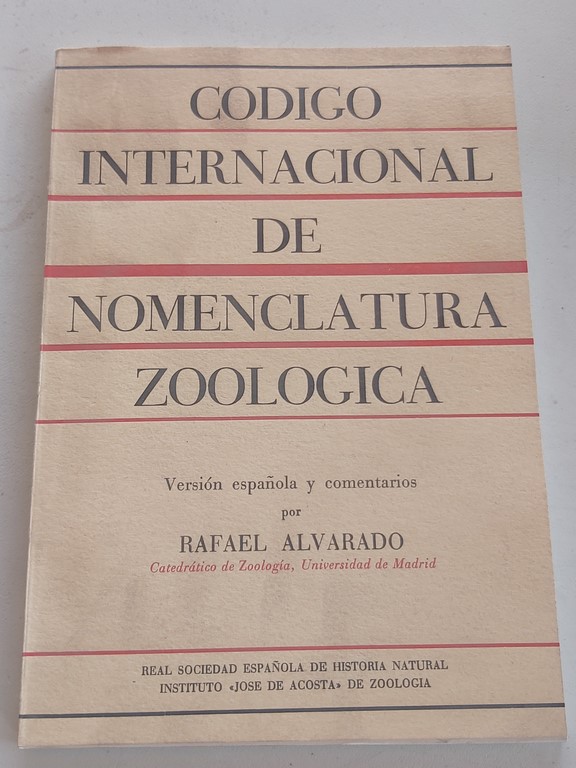 CODIGO
INTERNACIONAL
DE
NOMENCLATURA
ZOOLOGICA
Versión española y comentarios
por
RAFAEL ALVARADO
Catedrático de Zoología, Universidad de Madrid
REAL SOCIEDAD ESPAÑOLA DE HISTORIA NATURAL
INSTITUTO «JOSE DE ACOSTA» DE ZOOLOGIA